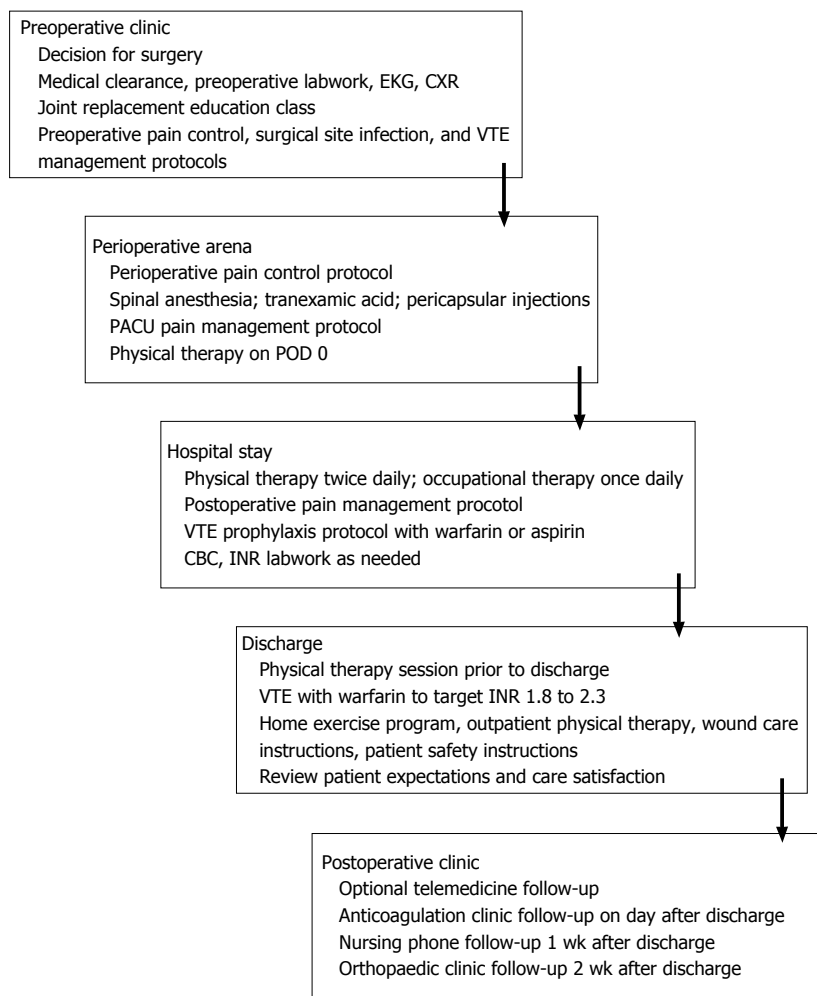 Preoperative clinic
Decision for surgery
Medical clearance, preoperative labwork, EKG, CXR
Joint replacement education class
Preoperative pain control, surgical site infection, and VTE
management protocols
Perioperative arena
Perioperative pain control protocol
Spinal anesthesia; tranexamic acid; pericapsular injections
PACU pain management protocol
Physical therapy on POD 0
Hospital stay
Physical therapy twice daily; occupational therapy once daily
Postoperative pain management procotol
VTE prophylaxis protocol with warfarin or aspirin
CBC, INR labwork as needed
Discharge
Physical therapy session prior to discharge
VTE with warfarin to target INR 1.8 to 2.3
Home exercise program, outpatient physical therapy, wound care
instructions, patient safety instructions
Review patient expectations and care satisfaction
Postoperative clinic
Optional telemedicine follow-up
Anticoagulation clinic follow-up on day after discharge
Nursing phone follow-up 1 wk after discharge
Orthopaedic clinic follow-up 2 wk after discharge